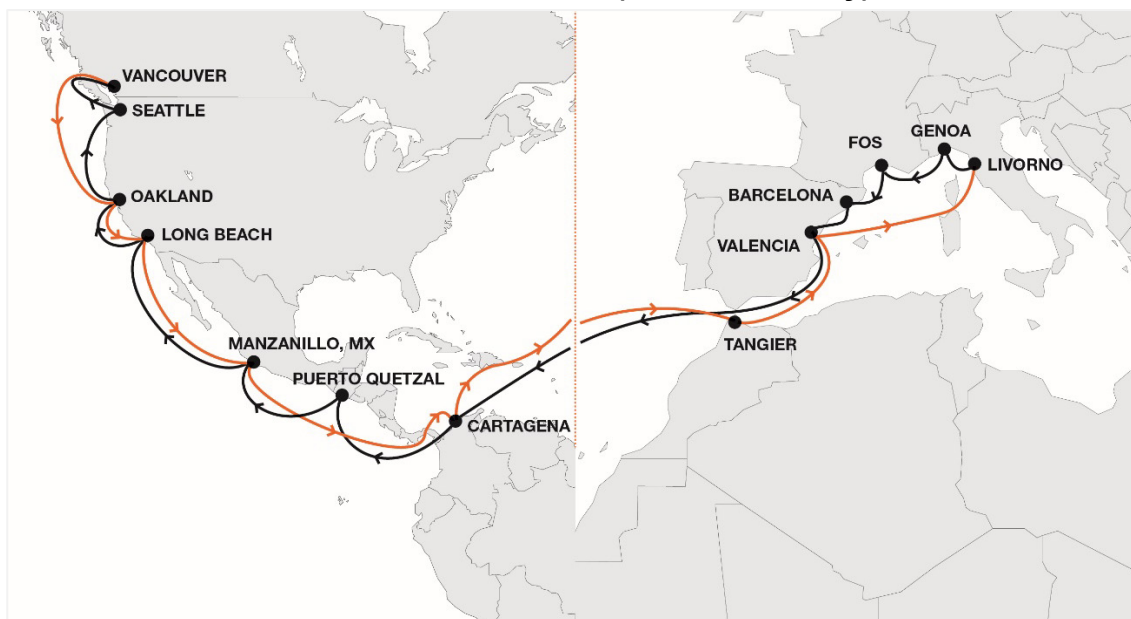 VANCOUVER
SEATTLE
OAKLAND
LONG BEACH
MANZANILLO, MX
PUERTO QUETZAL
CARTAGENA
GENOA
FOS
LIVORNO
BARCELONA
VALENCIA
TANGIER